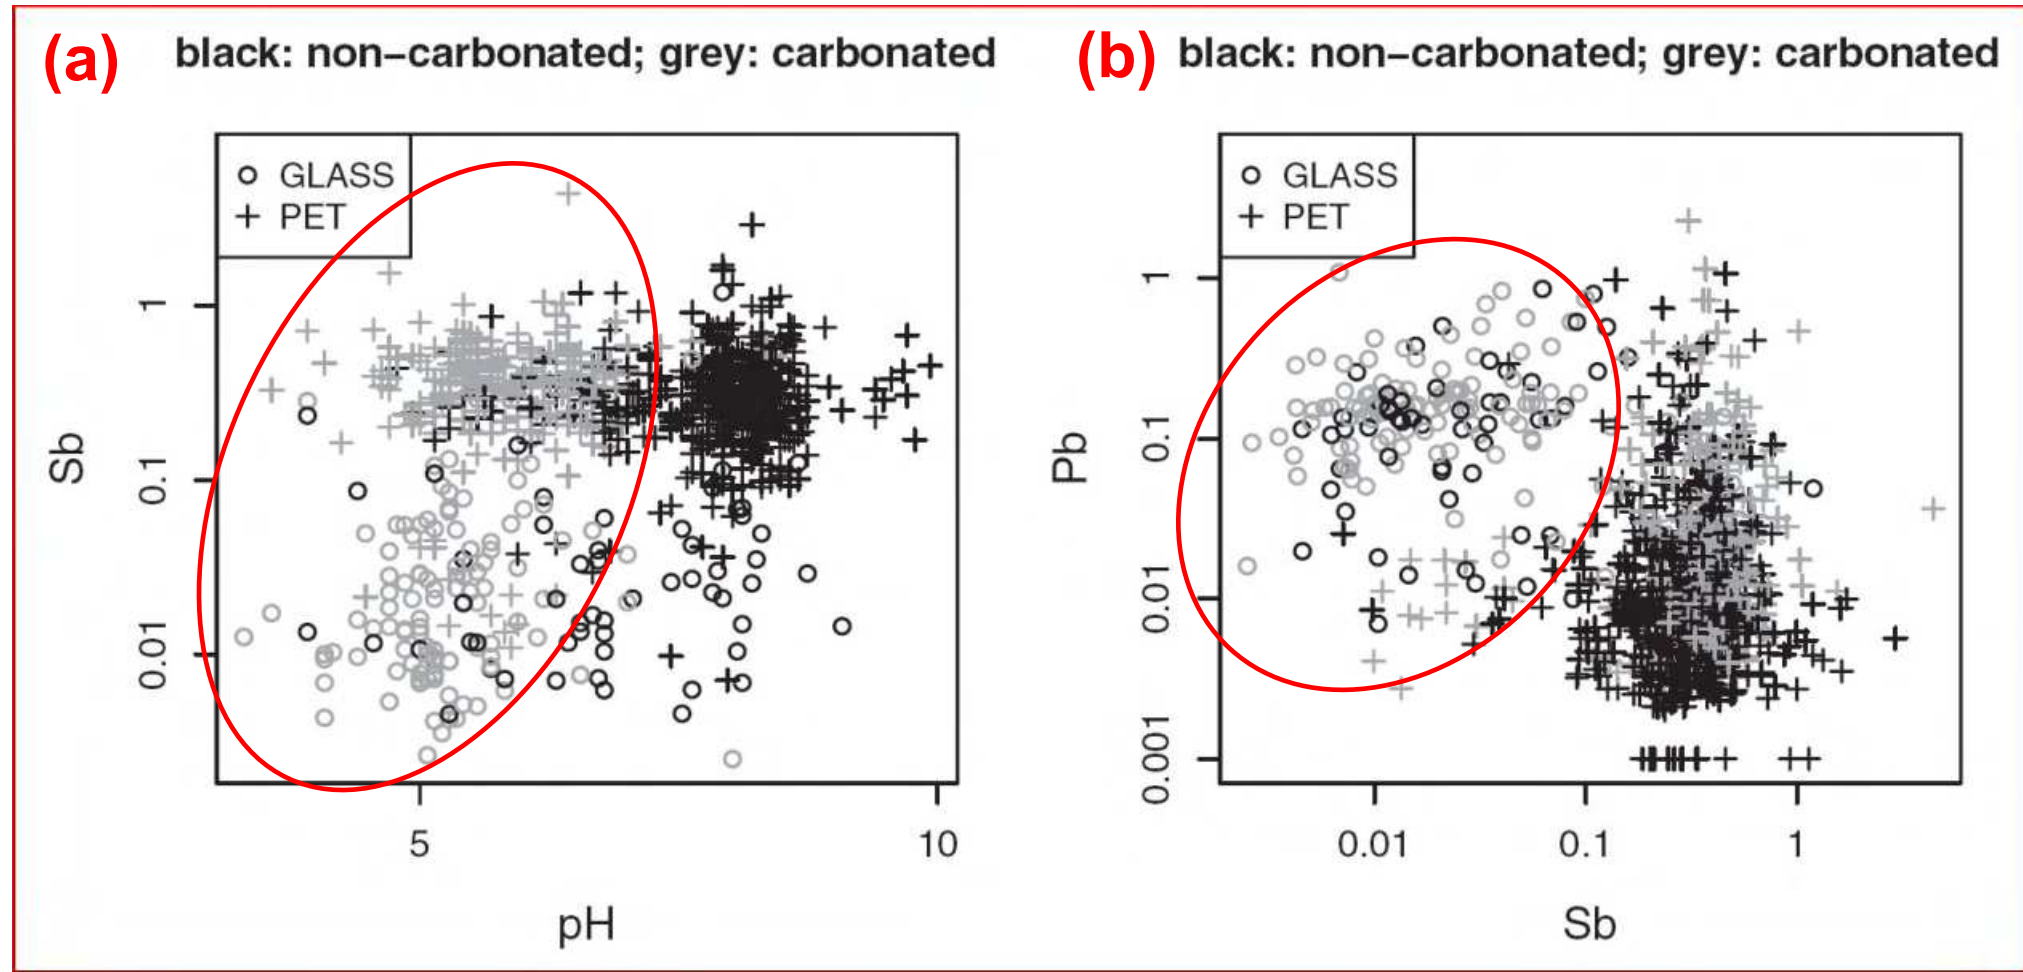 (a) black: non-carbonated; grey: carbonated
GLASS
PET
Sb
1
0.1
0.01
5 10
pH
(b) black: non-carbonated; grey: carbonated
GLASS
PET
Pb
1
0.1
0.01
0.001
0.01 0.1 1
Sb